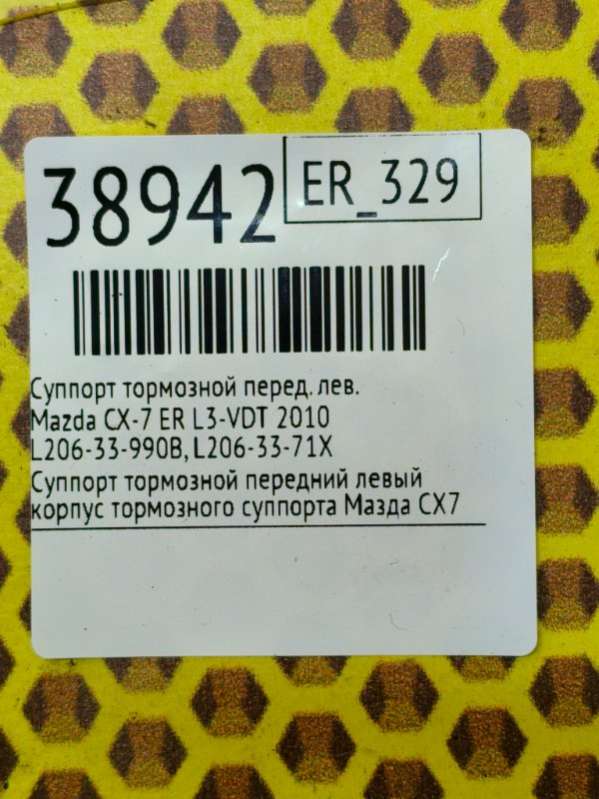 38942
ER_329
Суппорт тормозной перед. лев.
Mazda CX-7 ER L3-VDT 2010
L206-33-990B, L206-33-71X
Суппорт тормозной передний левый
корпус тормозного суппорта Мазда СХ7